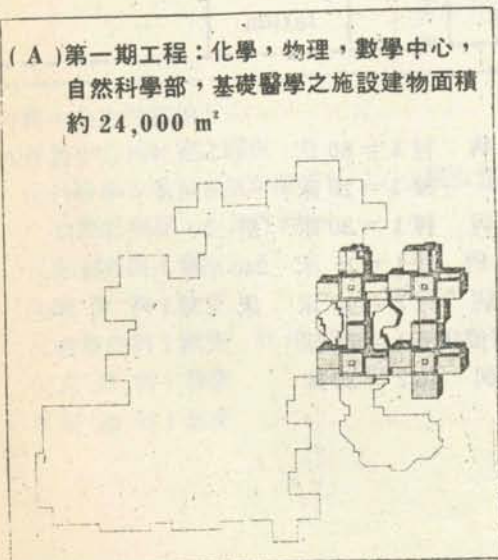 ( A )第一期工程：化學，物理，數學中心，
自然科學部，基礎醫學之施設建物面積
約 24,000 m²